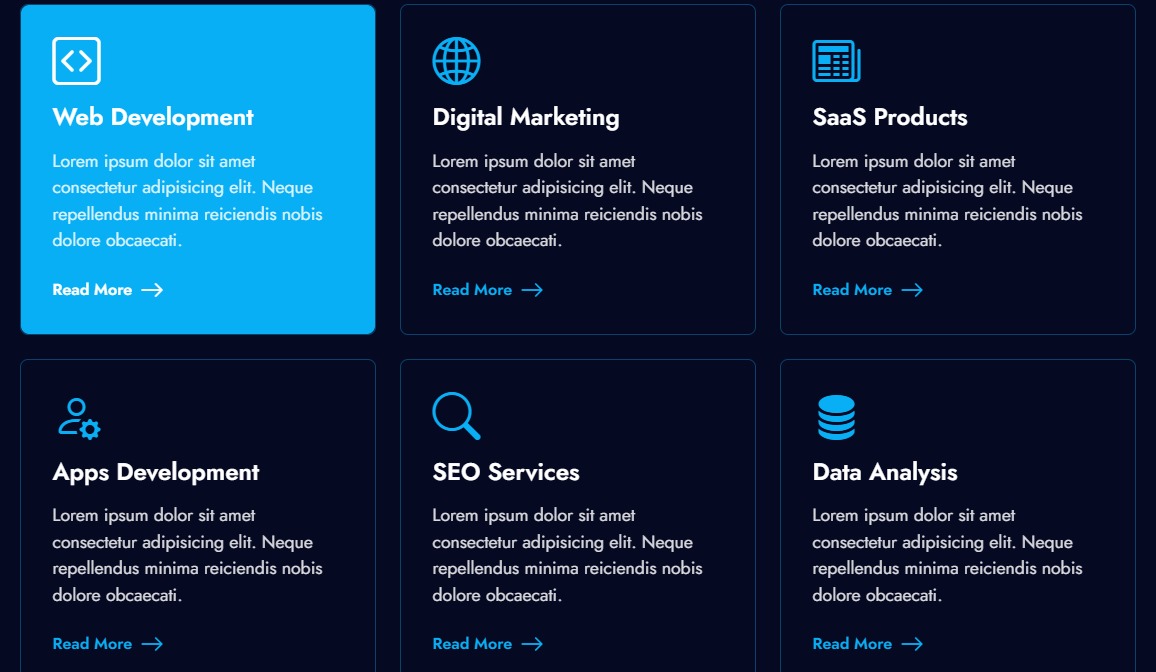 Web Development
Lorem ipsum dolor sit amet
consectetur adipisicing elit. Neque
repellendus minima reiciendis nobis
dolore obcaecati.
Read More
Digital Marketing
Lorem ipsum dolor sit amet
consectetur adipisicing elit. Neque
repellendus minima reiciendis nobis
dolore obcaecati.
Read More
SaaS Products
Lorem ipsum dolor sit amet
consectetur adipisicing elit. Neque
repellendus minima reiciendis nobis
dolore obcaecati.
Read More
Apps Development
Lorem ipsum dolor sit amet
consectetur adipisicing elit. Neque
repellendus minima reiciendis nobis
dolore obcaecati.
Read More
SEO Services
Lorem ipsum dolor sit amet
consectetur adipisicing elit. Neque
repellendus minima reiciendis nobis
dolore obcaecati.
Read More
Data Analysis
Lorem ipsum dolor sit amet
consectetur adipisicing elit. Neque
repellendus minima reiciendis nobis
dolore obcaecati.
Read More